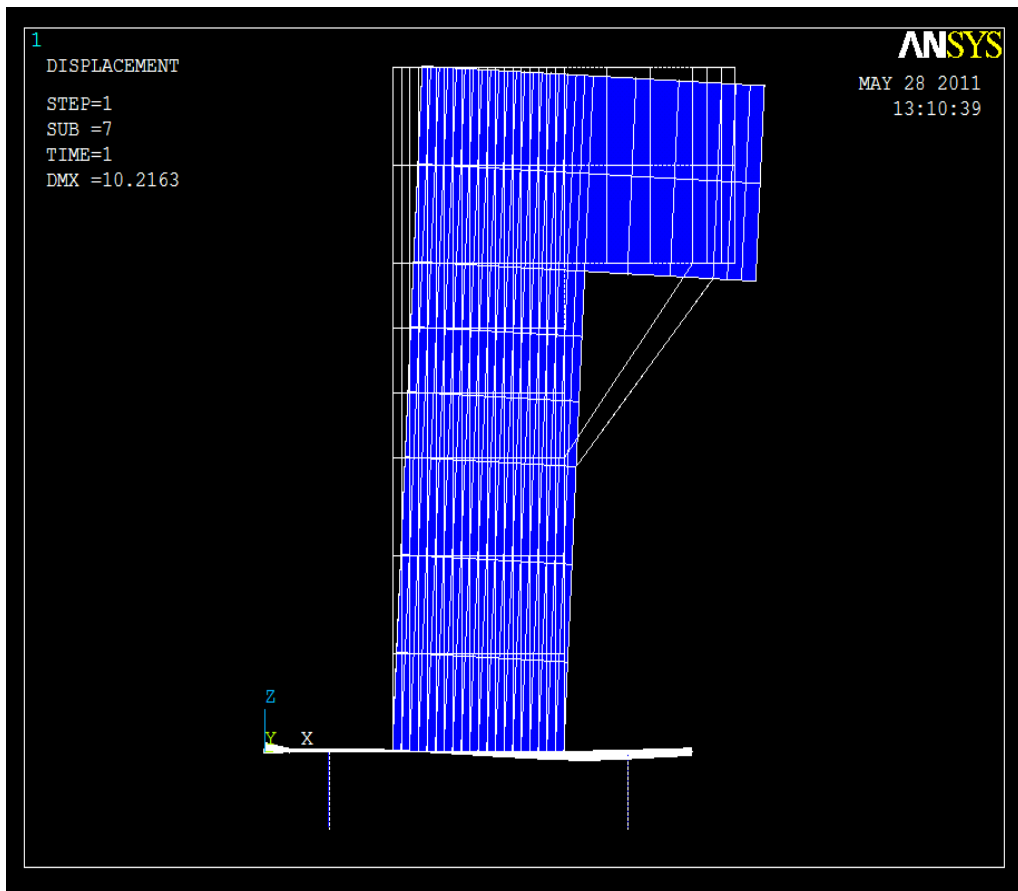 1
ANSYS
DISPLACEMENT
STEP=1
SUB =7
TIME=1
DMX =10.2163
MAY 28 2011
13:10:39
Z
Y X